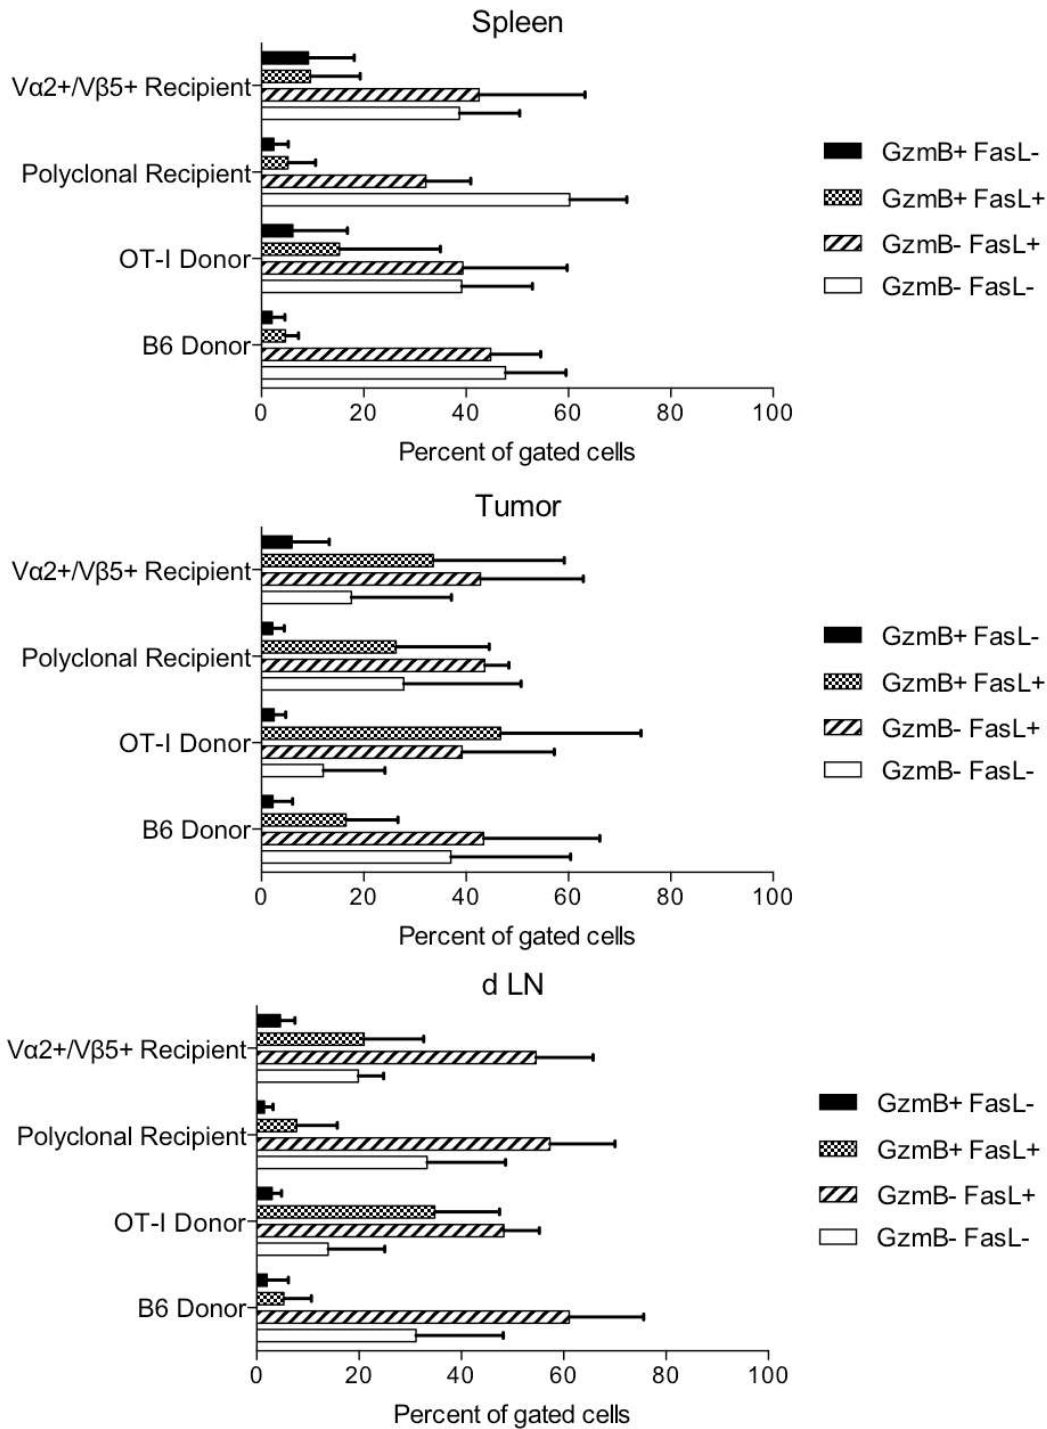 Spleen
Vα2+/Vβ5+ Recipient
Polyclonal Recipient
OT-I Donor
B6 Donor
0 20 40 60 80 100
Percent of gated cells
GzmB+ FasL-
GzmB+ FasL+
GzmB- FasL+
GzmB- FasL-
Tumor
Vα2+/Vβ5+ Recipient
Polyclonal Recipient
OT-I Donor
B6 Donor
0 20 40 60 80 100
Percent of gated cells
GzmB+ FasL-
GzmB+ FasL+
GzmB- FasL+
GzmB- FasL-
d LN
Vα2+/Vβ5+ Recipient
Polyclonal Recipient
OT-I Donor
B6 Donor
0 20 40 60 80 100
Percent of gated cells
GzmB+ FasL-
GzmB+ FasL+
GzmB- FasL+
GzmB- FasL-